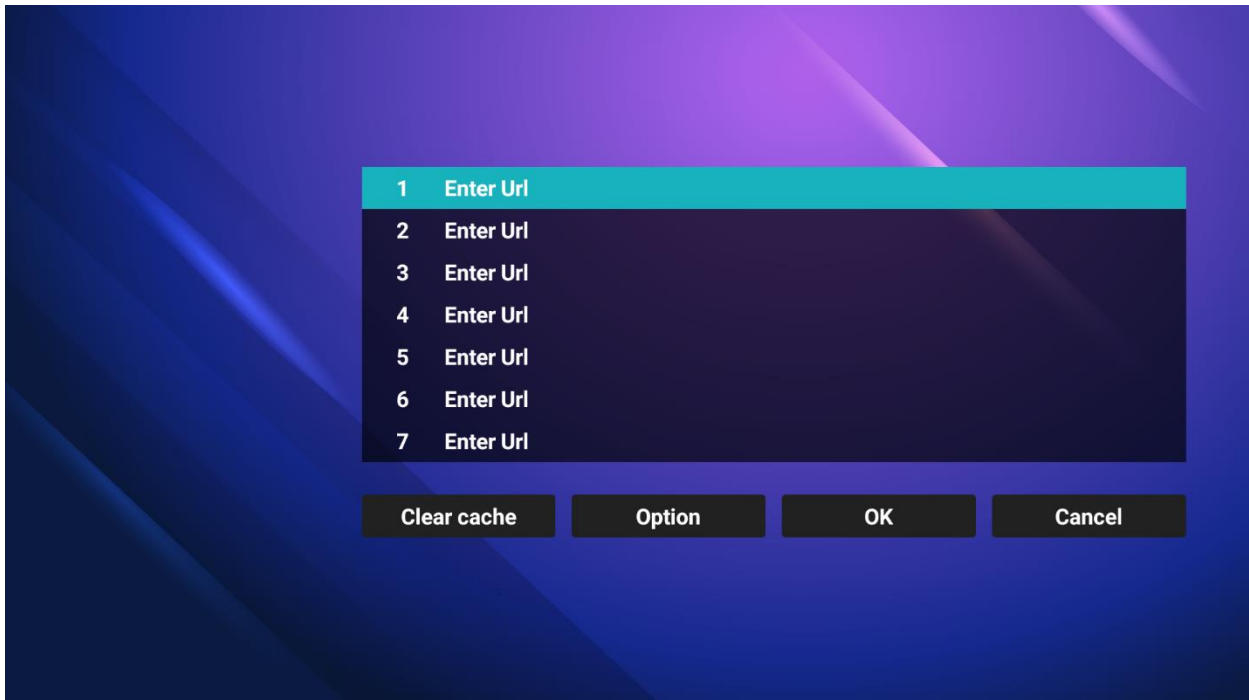 1 Enter Url
2 Enter Url
3 Enter Url
4 Enter Url
5 Enter Url
6 Enter Url
7 Enter Url
Clear cache Option OK Cancel